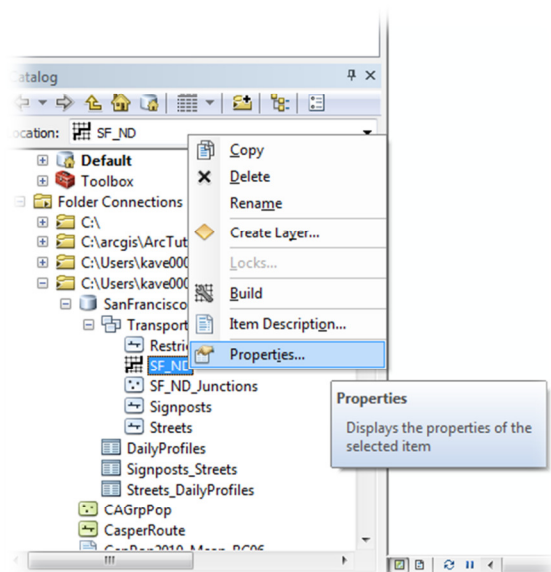 Catalog
Location: SF_ND
Default
Toolbox
Folder Connections
C:\
C:\arcgis\ArcTut
C:\Users\kave000
C:\Users\kave000
SanFrancisco
Transport
Restri
SF_ND
SF_ND_Junctions
Signposts
Streets
DailyProfiles
Signposts_Streets
Streets_DailyProfiles
CAGrpPop
CasperRoute
Copy
Delete
Rename
Create Layer...
Locks...
Build
Item Description...
Properties...
Properties
Displays the properties of the
selected item